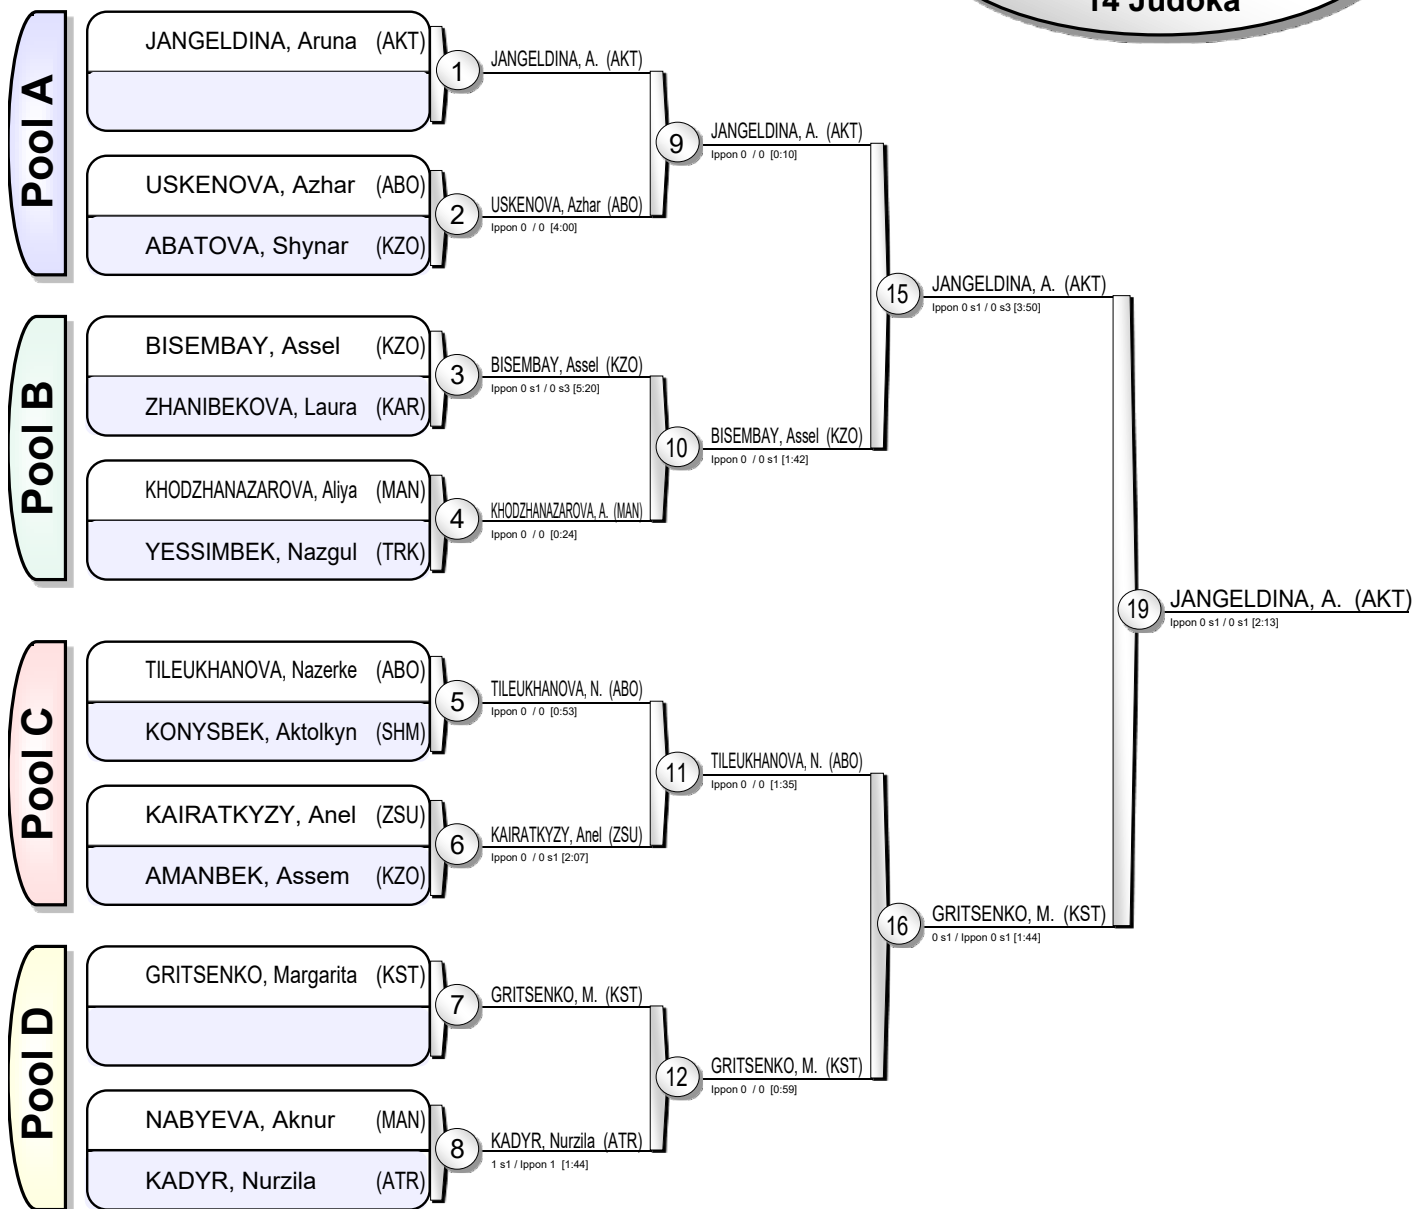 14 Judoka
Pool A
JANGELDINA, Aruna (AKT)
1
JANGELDINA, A. (AKT)
USKENOVA, Azhar (ABO)
ABATOVA, Shynar (KZO)
2
USKENOVA, Azhar (ABO)
Ippon 0 / 0 [4:00]
9
JANGELDINA, A. (AKT)
Ippon 0 / 0 [0:10]
Pool B
BISEMBAY, Assel (KZO)
ZHANIBEKOVA, Laura (KAR)
3
BISEMBAY, Assel (KZO)
Ippon 0 s1 / 0 s3 [5:20]
KHODZHANAZAROVA, Aliya (MAN)
YESSIMBEK, Nazgul (TRK)
4
KHODZHANAZAROVA, A. (MAN)
Ippon 0 / 0 [0:24]
10
BISEMBAY, Assel (KZO)
Ippon 0 / 0 s1 [1:42]
15
JANGELDINA, A. (AKT)
Ippon 0 s1 / 0 s3 [3:50]
Pool C
TILEUKHANOVA, Nazerke (ABO)
KONYSBEK, Aktolkyn (SHM)
5
TILEUKHANOVA, N. (ABO)
Ippon 0 / 0 [0:53]
KAIRATKYZY, Anel (ZSU)
AMANBEK, Assem (KZO)
6
KAIRATKYZY, Anel (ZSU)
Ippon 0 / 0 s1 [2:07]
11
TILEUKHANOVA, N. (ABO)
Ippon 0 / 0 [1:35]
Pool D
GRITSENKO, Margarita (KST)
7
GRITSENKO, M. (KST)
NABYEVA, Aknur (MAN)
KADYR, Nurzila (ATR)
8
KADYR, Nurzila (ATR)
1 s1 / Ippon 1 [1:44]
12
GRITSENKO, M. (KST)
Ippon 0 / 0 [0:59]
16
GRITSENKO, M. (KST)
0 s1 / Ippon 0 s1 [1:44]
19
JANGELDINA, A. (AKT)
Ippon 0 s1 / 0 s1 [2:13]